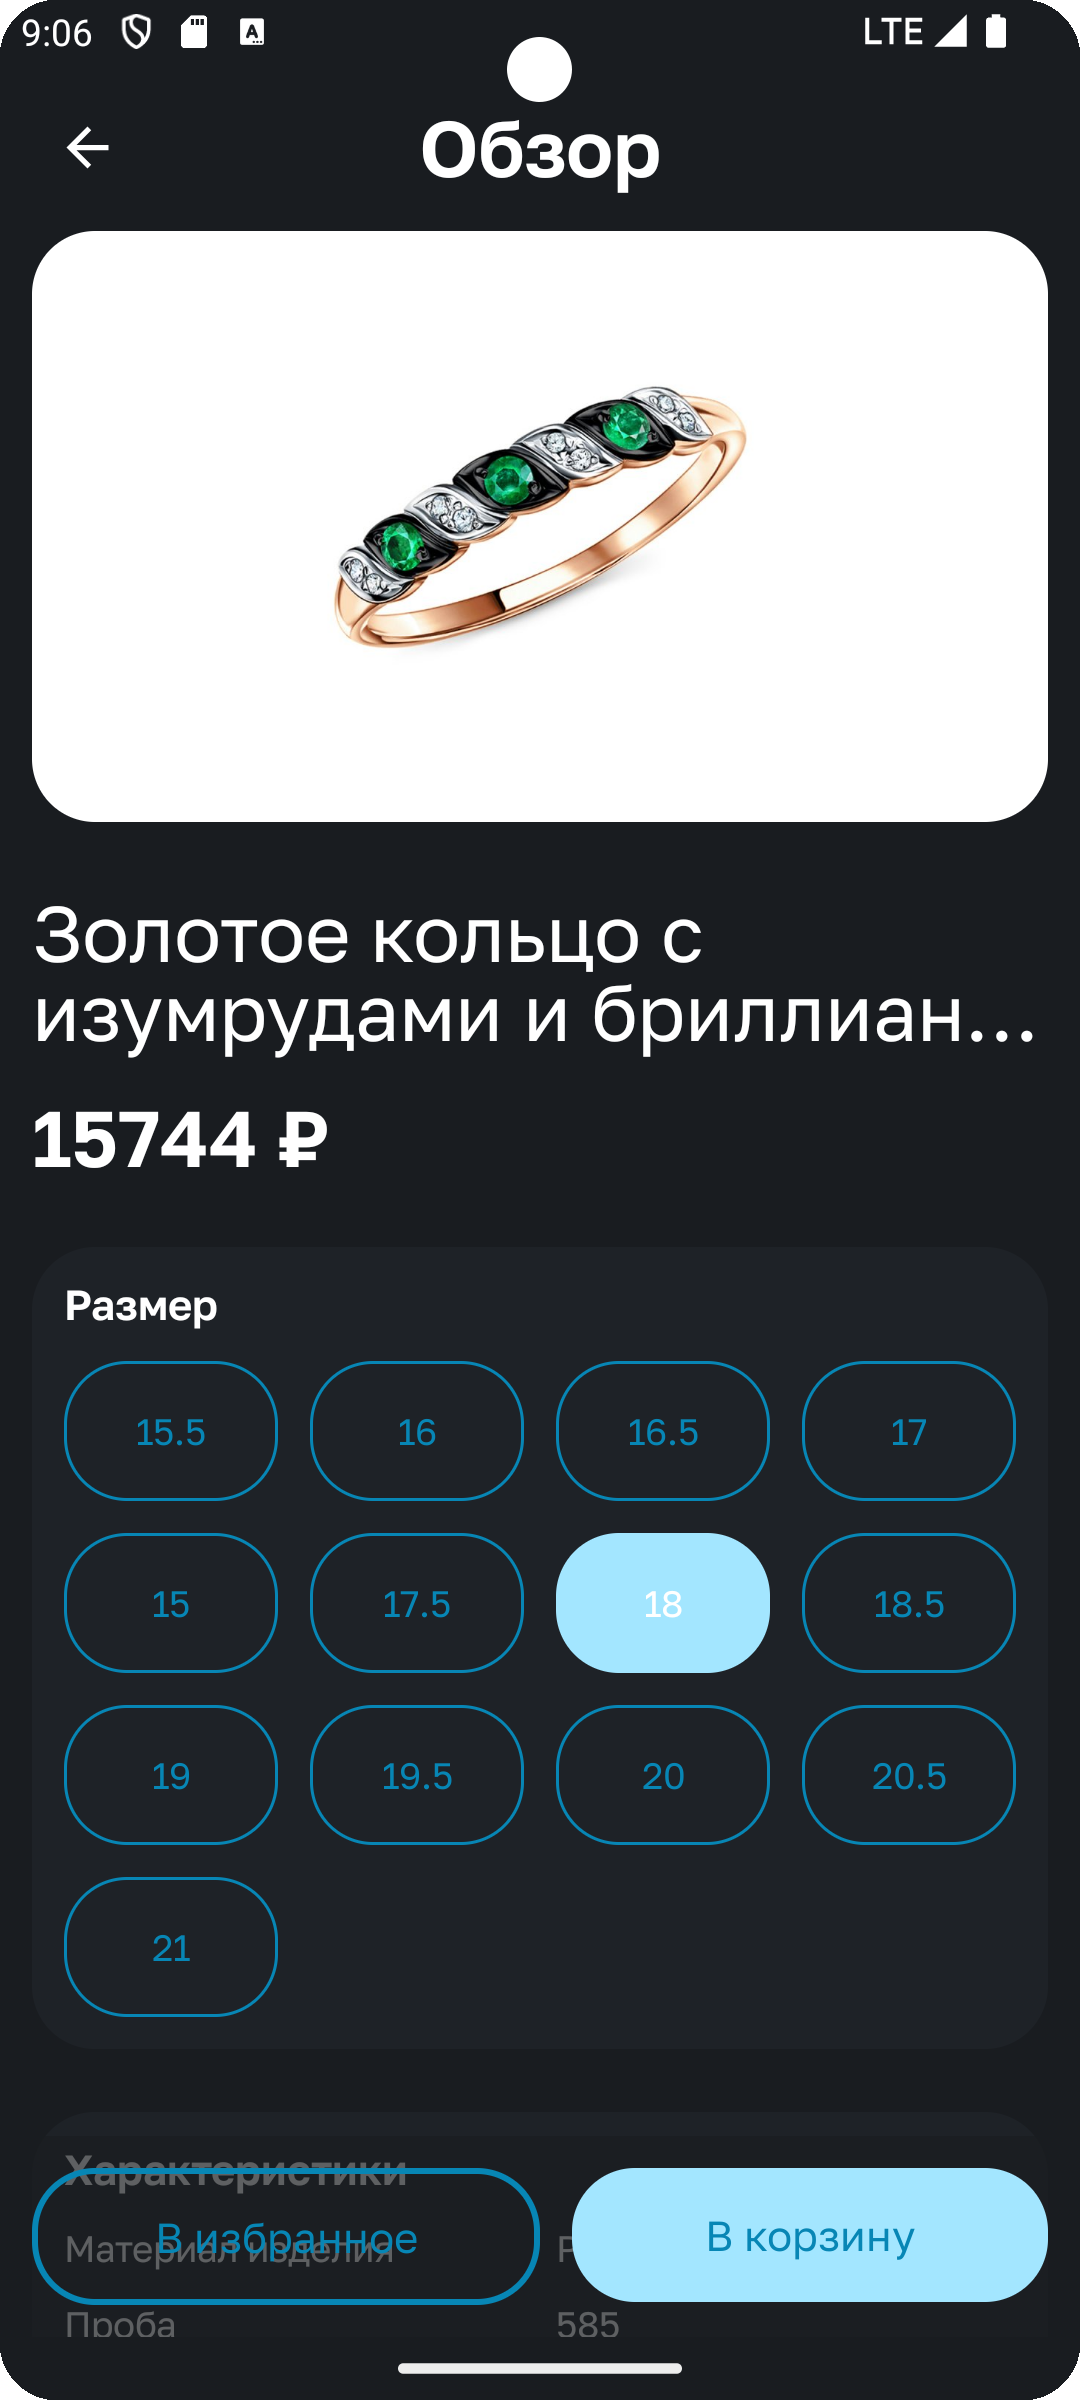 9:06
LTE
Обзор
Золотое кольцо с
изумрудами и бриллиан...
15744 ₽
Размер
15.5 16 16.5 17
15 17.5 18 18.5
19 19.5 20 20.5
21
Характеристики
В избранное В корзину
Материал изделия
Проба 585